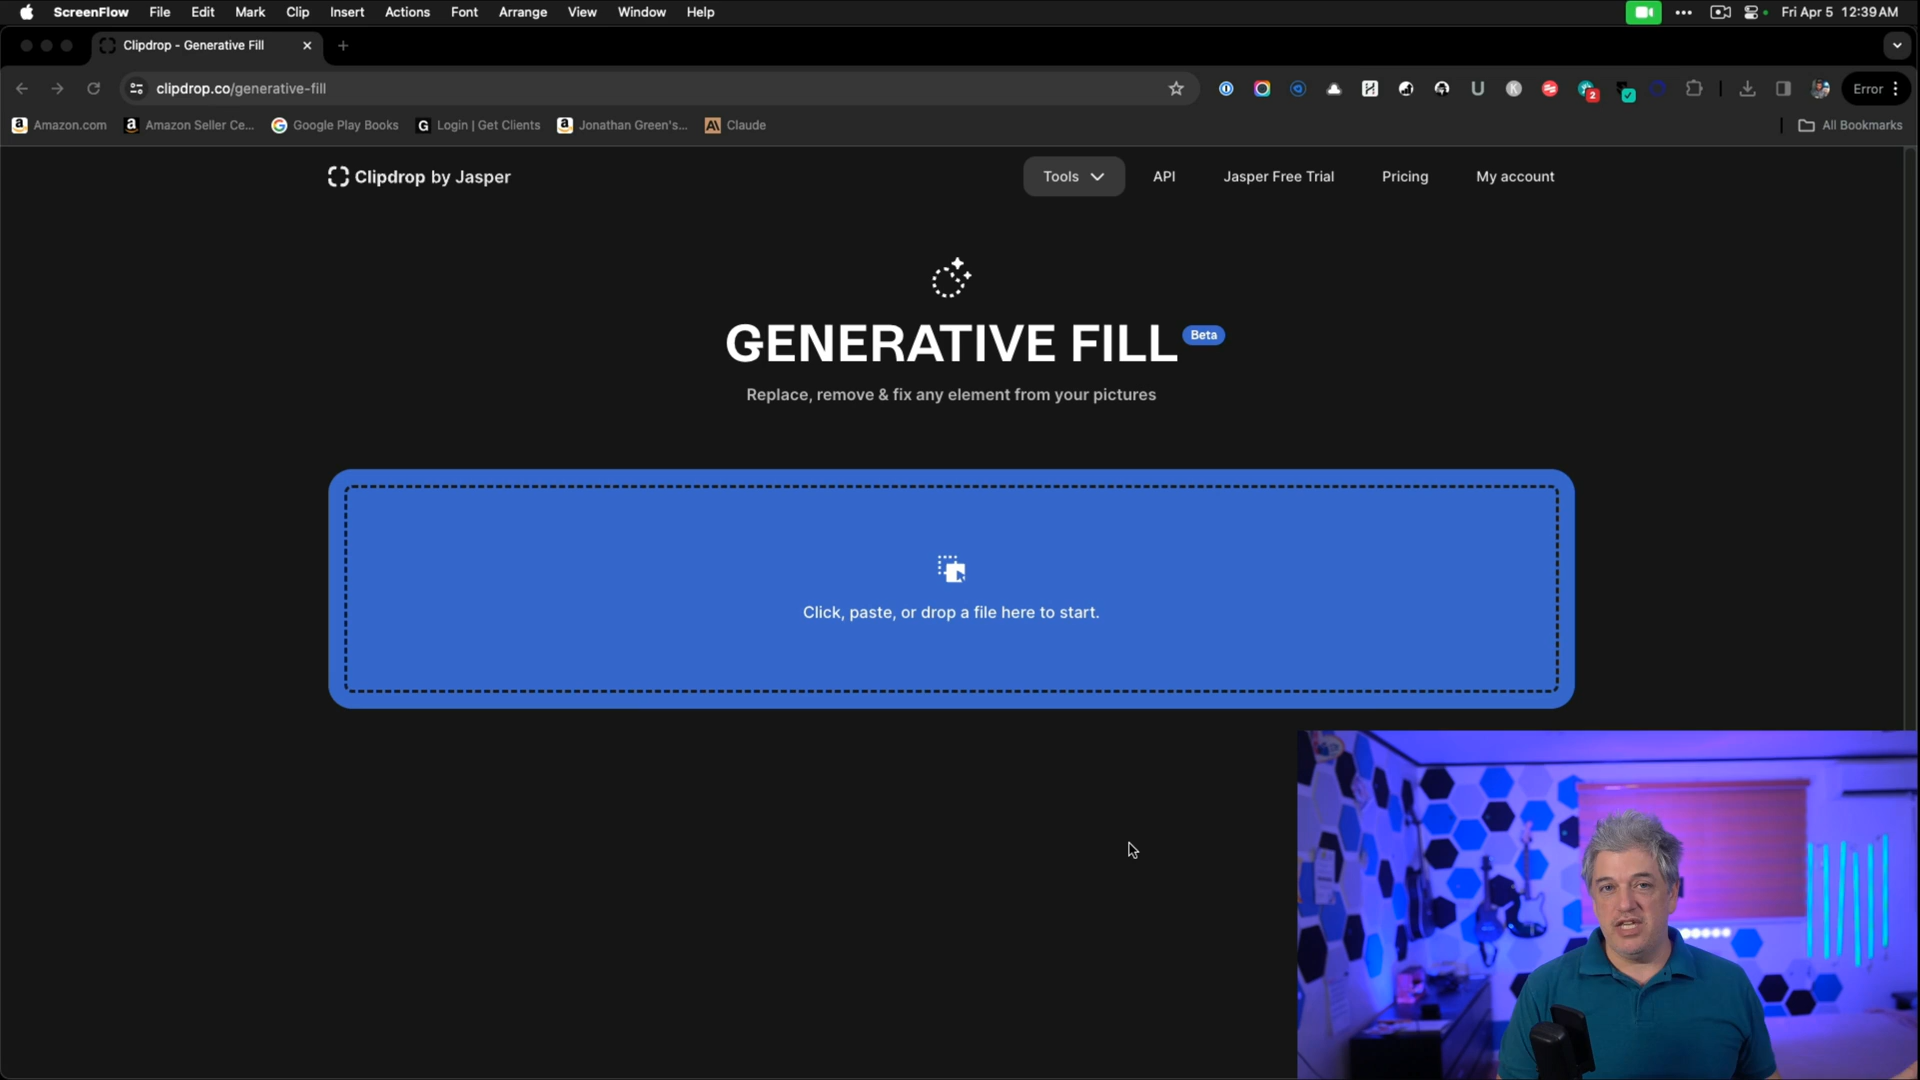 ScreenFlow File Edit Mark Clip Insert Actions Font Arrange View Window Help Fri Apr 5 12:39 AM
Clipdrop - Generative Fill
clipdrop.co/generative-fill 2 Error
Amazon.com Amazon Seller Ce... Google Play Books Login | Get Clients Jonathan Green's... Claude All Bookmarks
Clipdrop by Jasper Tools API Jasper Free Trial Pricing My account
GENERATIVE FILL Beta
Replace, remove & fix any element from your pictures
Click, paste, or drop a file here to start.